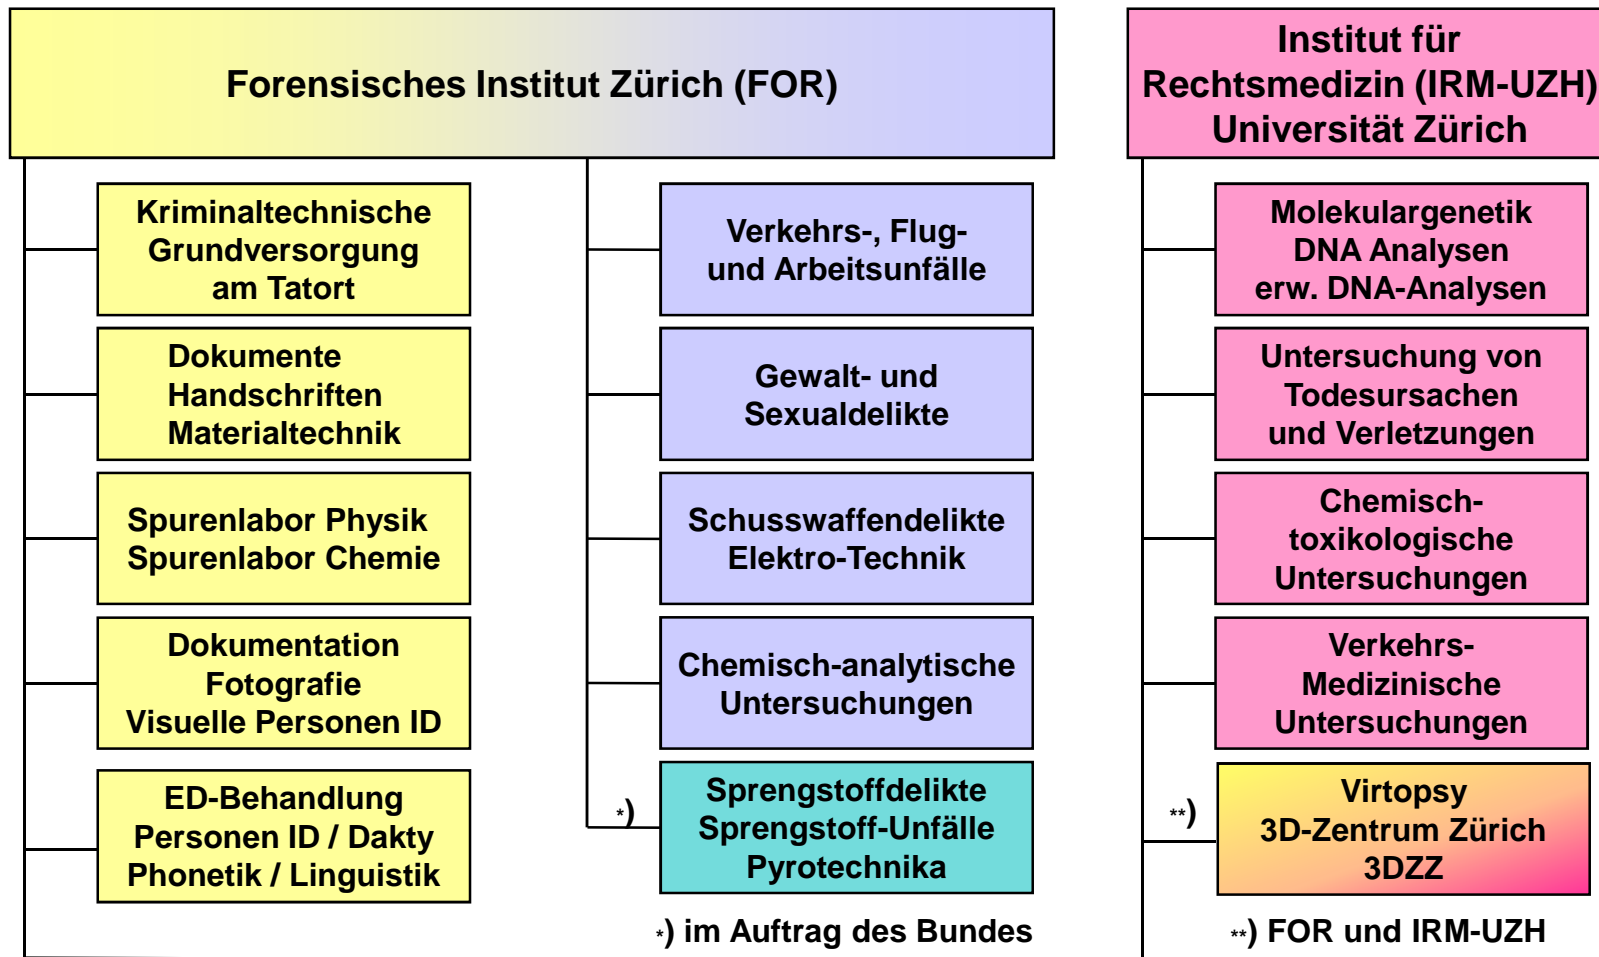 Forensisches Institut Zürich (FOR)
Kriminaltechnische
Grundversorgung
am Tatort
Dokumente
Handschriften
Materialtechnik
Spurenlabor Physik
Spurenlabor Chemie
Dokumentation
Fotografie
Visuelle Personen ID
ED-Behandlung
Personen ID / Dakty
Phonetik / Linguistik
Verkehrs-, Flug-
und Arbeitsunfälle
Gewalt- und
Sexualdelikte
Schusswaffendelikte
Elektro-Technik
Chemisch-analytische
Untersuchungen
*)
Sprengstoffdelikte
Sprengstoff-Unfälle
Pyrotechnika
*) im Auftrag des Bundes
Institut für
Rechtsmedizin (IRM-UZH)
Universität Zürich
Molekulargenetik
DNA Analysen
erw. DNA-Analysen
Untersuchung von
Todesursachen
und Verletzungen
Chemisch-
toxikologische
Untersuchungen
Verkehrs-
Medizinische
Untersuchungen
**)
Virtopsy
3D-Zentrum Zürich
3DZZ
**) FOR und IRM-UZH